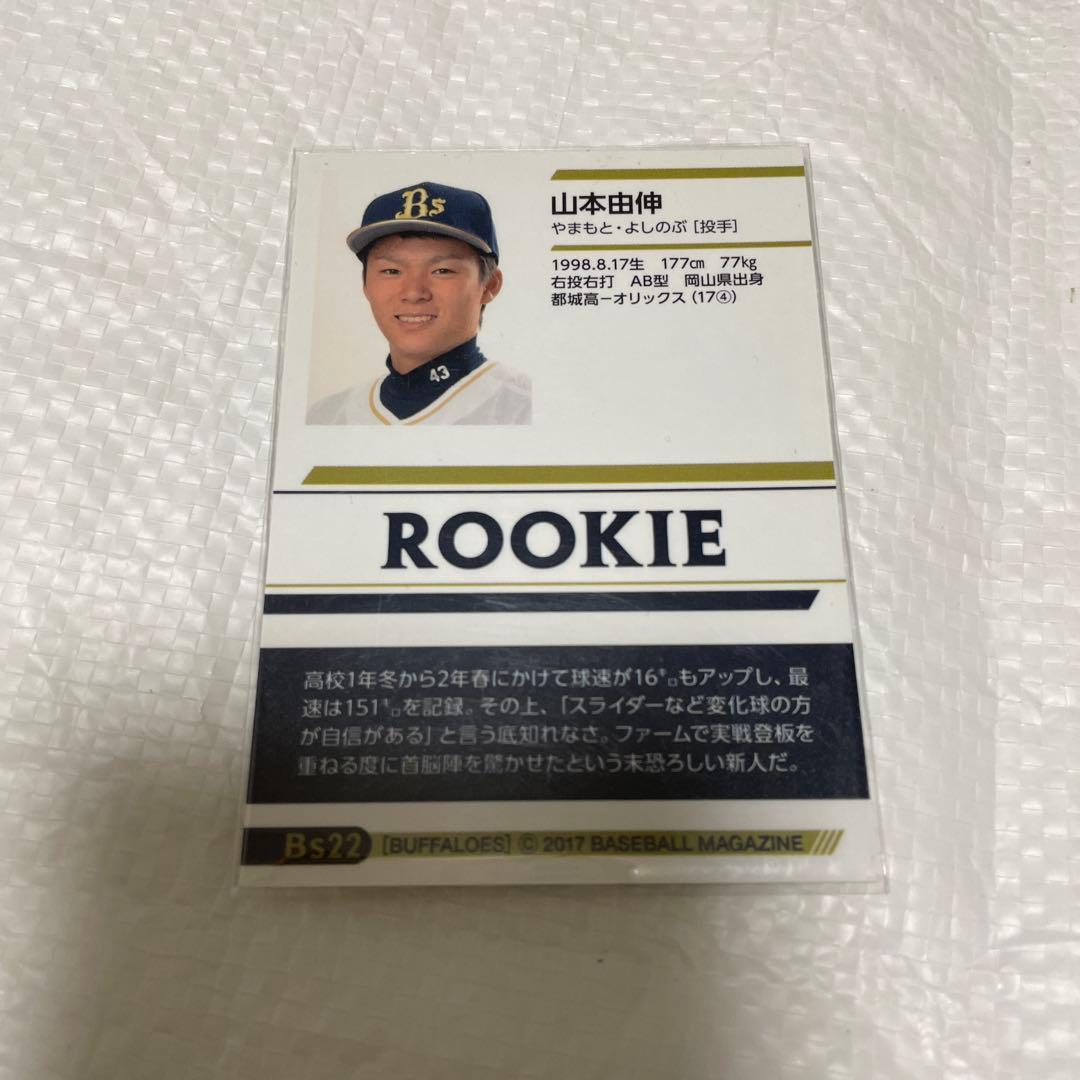 Bs
43
山本由伸
やまもと・よしのぶ [投手]
1998.8.17生 177㎝ 77㎏
右投右打 AB型 岡山県出身
都城高－オリックス (17④)
ROOKIE
高校1年冬から2年春にかけて球速が16㌔もアップし、最
速は151㌔を記録。その上、「スライダーなど変化球の方
が自信がある」と言う底知れなさ。ファームで実戦登板を
重ねる度に首脳陣を驚かせたという末恐ろしい新人だ。
Bs22 [BUFFALOES] © 2017 BASEBALL MAGAZINE